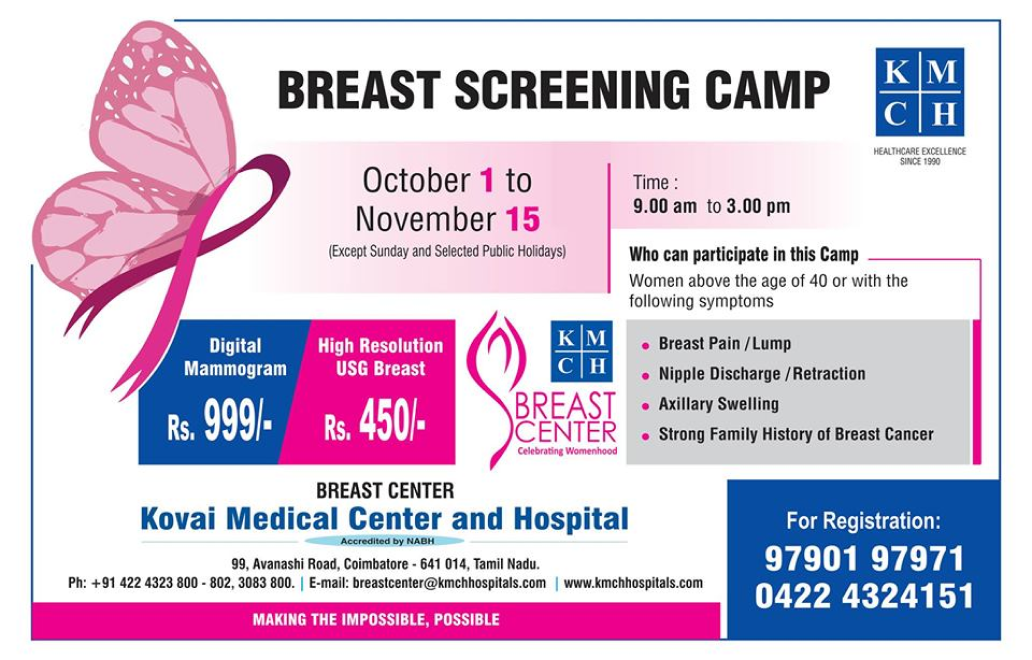 BREAST SCREENING CAMP
K M
C H
HEALTHCARE EXCELLENCE
SINCE 1990
October 1 to
November 15
(Except Sunday and Selected Public Holidays)
Time :
9.00 am to 3.00 pm
Who can participate in this Camp
Women above the age of 40 or with the
following symptoms
• Breast Pain / Lump
• Nipple Discharge / Retraction
• Axillary Swelling
• Strong Family History of Breast Cancer
Digital
Mammogram
Rs. 999/-
High Resolution
USG Breast
Rs. 450/-
K M
C H
BREAST
CENTER
Celebrating Womenhood
BREAST CENTER
Kovai Medical Center and Hospital
Accredited by NABH
99, Avanashi Road, Coimbatore - 641 014, Tamil Nadu.
Ph: +91 422 4323 800 - 802, 3083 800. | E-mail: breastcenter@kmchhospitals.com | www.kmchhospitals.com
MAKING THE IMPOSSIBLE, POSSIBLE
For Registration:
97901 97971
0422 4324151